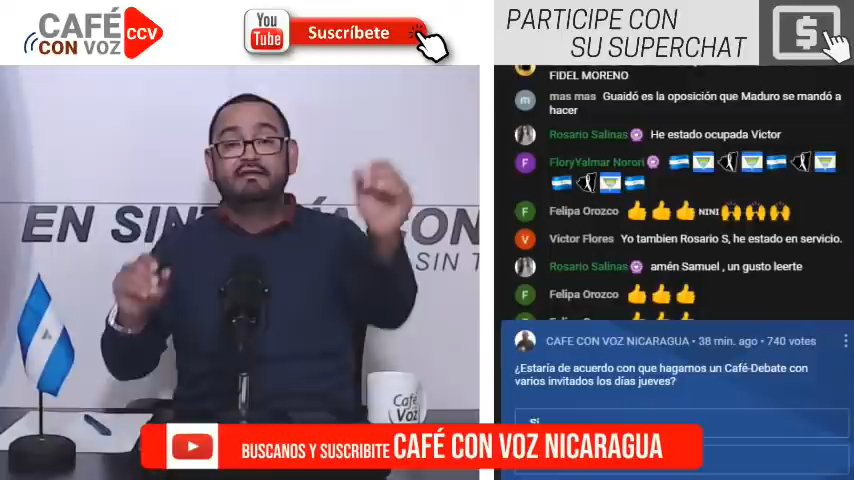 CAFÉ
CON VOZ CCV
You
Tube
Suscríbete
PARTICIPE CON
SU SUPERCHAT
$
FIDEL MORENO
mas mas Guaidó es la oposición que Maduro se mandó a
hacer
Rosario Salinas He estado ocupada Victor
FloryYalmar Norori
Felipa Orozco 👍👍👍 NINI 🙌🙌🙌
Victor Flores Yo tambien Rosario S, he estado en servicio.
Rosario Salinas amén Samuel , un gusto leerte
Felipa Orozco 👍👍👍
CAFE CON VOZ NICARAGUA • 38 min. ago • 740 votes
¿Estaría de acuerdo con que hagamos un Café-Debate con
varios invitados los días jueves?
Si
EN SIN
ON
SIN T
Café
Voz
BUSCANOS Y SUSCRIBITE CAFÉ CON VOZ NICARAGUA